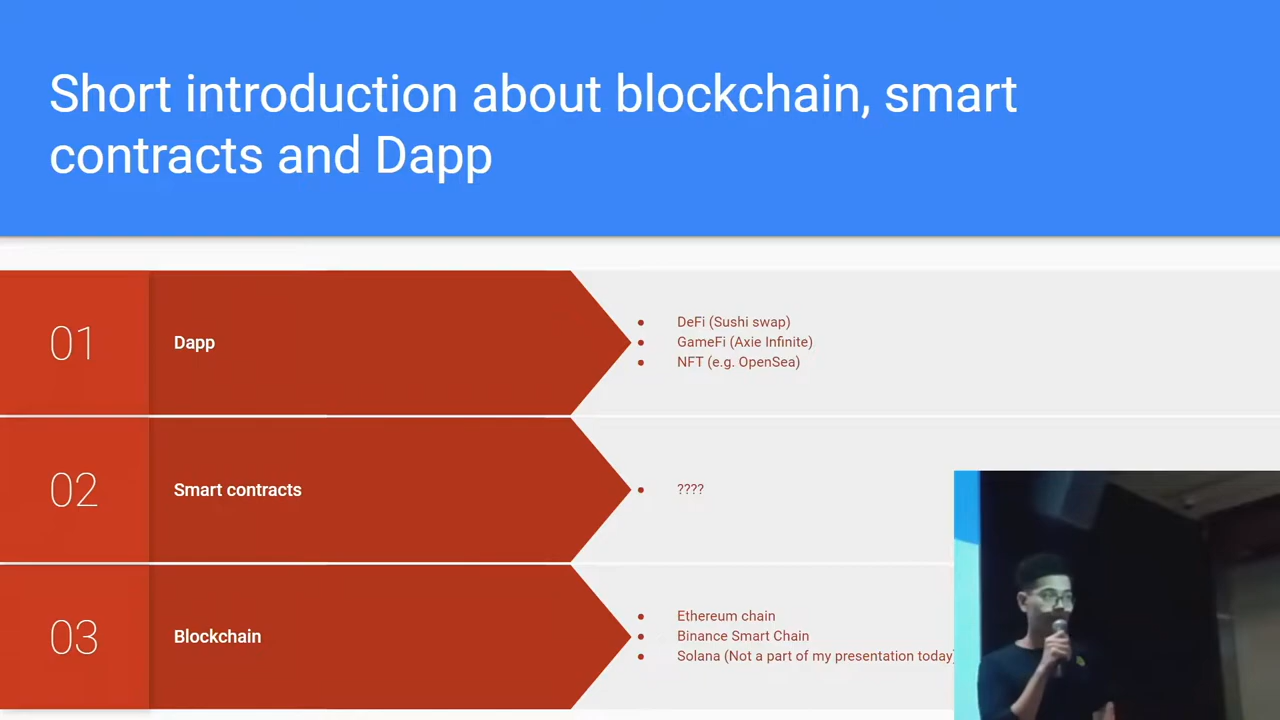 Short introduction about blockchain, smart
contracts and Dapp
01
Dapp
DeFi (Sushi swap)
GameFi (Axie Infinite)
NFT (e.g. OpenSea)
02
Smart contracts
????
03
Blockchain
Ethereum chain
Binance Smart Chain
Solana (Not a part of my presentation today)